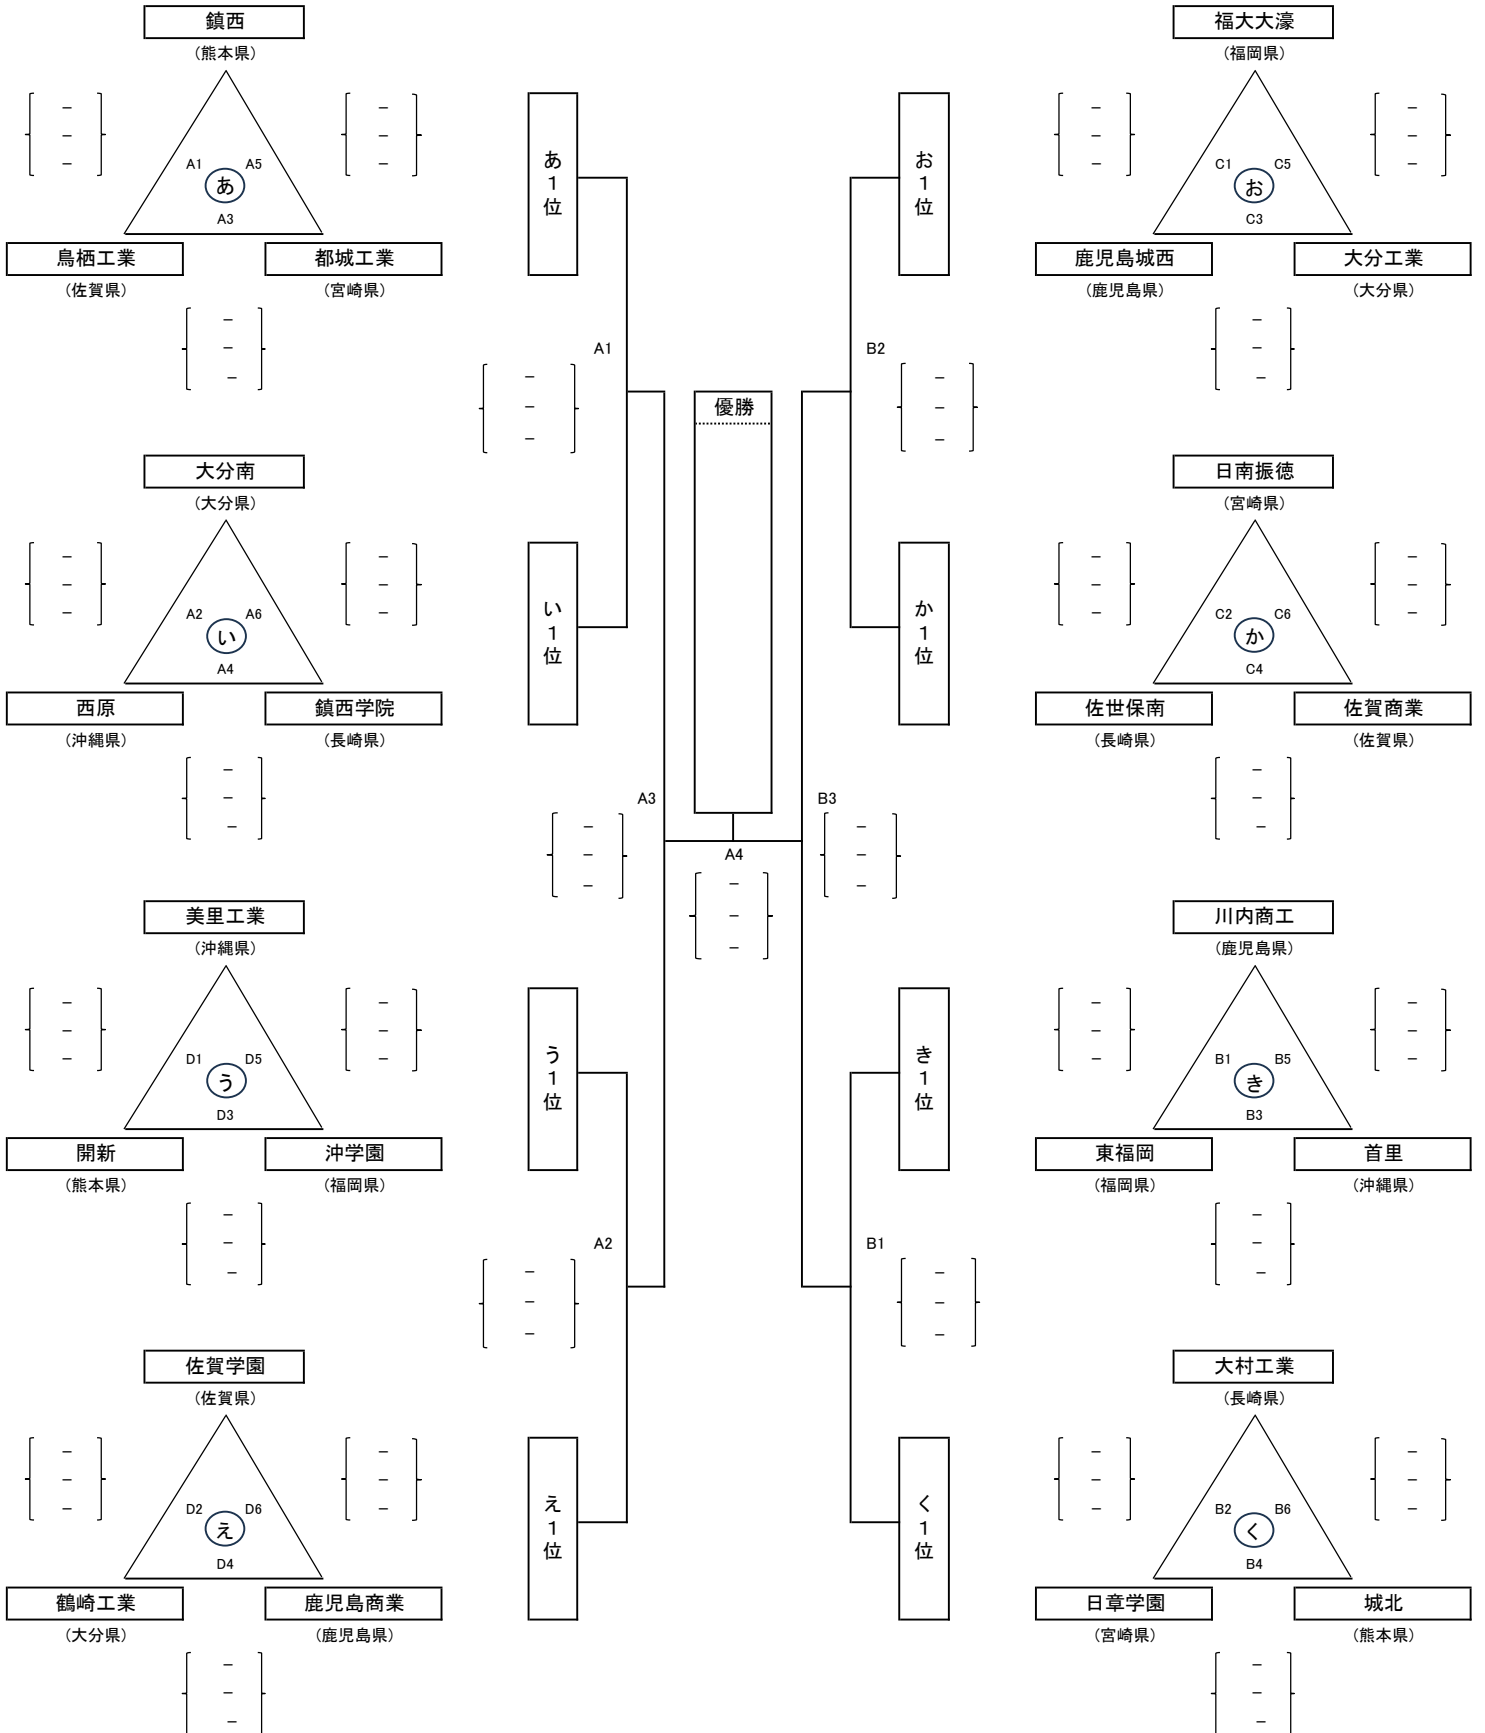 鎮西
(熊本県)
－
－
－
A1
A5
あ
A3
－
－
－
鳥栖工業
(佐賀県)
都城工業
(宮崎県)
－
－
－
大分南
(大分県)
－
－
－
A2
A6
い
A4
－
－
－
西原
(沖縄県)
鎮西学院
(長崎県)
－
－
－
美里工業
(沖縄県)
－
－
－
D1
D5
う
D3
－
－
－
開新
(熊本県)
沖学園
(福岡県)
－
－
－
佐賀学園
(佐賀県)
－
－
－
D2
D6
え
D4
－
－
－
鶴崎工業
(大分県)
鹿児島商業
(鹿児島県)
－
－
－
あ1位
A1
－
－
－
い1位
A3
－
－
－
う1位
A2
－
－
－
え1位
優勝
A4
－
－
－
お1位
B2
－
－
－
か1位
B3
－
－
－
き1位
B1
－
－
－
く1位
福大大濠
(福岡県)
－
－
－
C1
C5
お
C3
－
－
－
鹿児島城西
(鹿児島県)
大分工業
(大分県)
－
－
－
日南振徳
(宮崎県)
－
－
－
C2
C6
か
C4
－
－
－
佐世保南
(長崎県)
佐賀商業
(佐賀県)
－
－
－
川内商工
(鹿児島県)
－
－
－
B1
B5
き
B3
－
－
－
東福岡
(福岡県)
首里
(沖縄県)
－
－
－
大村工業
(長崎県)
－
－
－
B2
B6
く
B4
－
－
－
日章学園
(宮崎県)
城北
(熊本県)
－
－
－